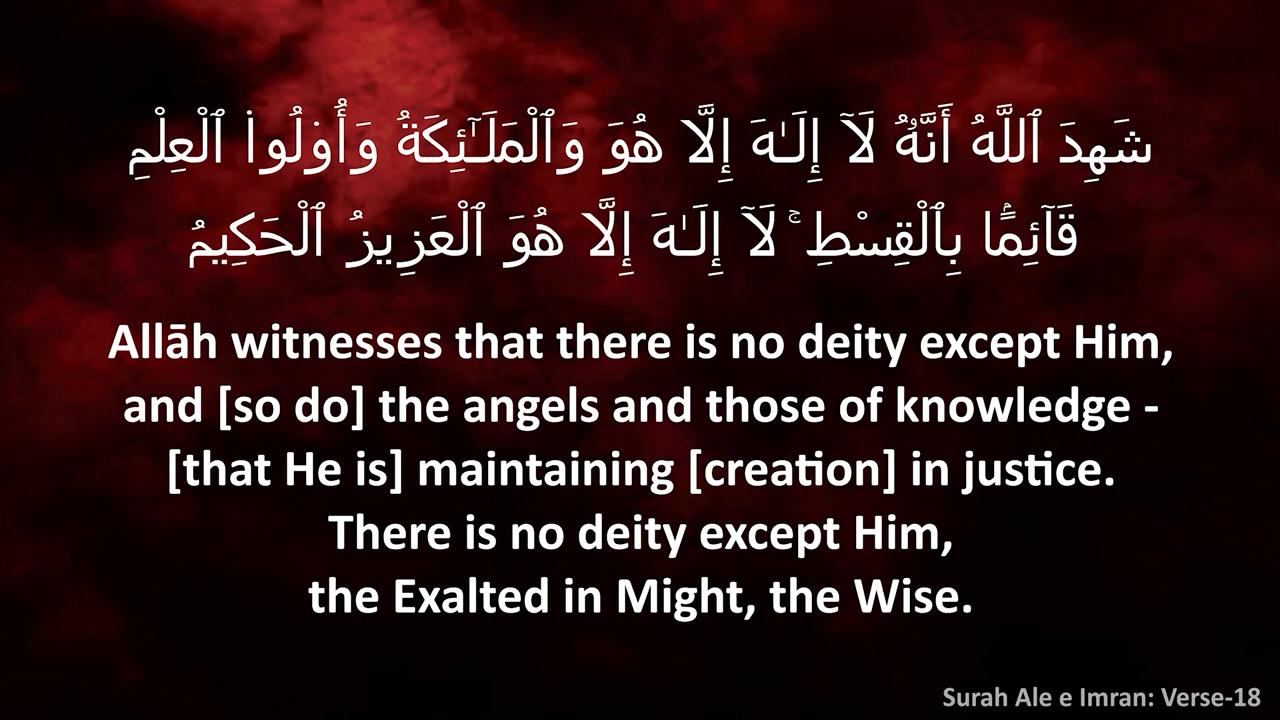 شَهِدَ ٱللَّهُ أَنَّهُۥ لَآ إِلَـٰهَ إِلَّا هُوَ وَٱلْمَلَـٰٓئِكَةُ وَأُو۟لُوا۟ ٱلْعِلْمِ
قَآئِمًۢا بِٱلْقِسْطِ ۚ لَآ إِلَـٰهَ إِلَّا هُوَ ٱلْعَزِيزُ ٱلْحَكِيمُ
Allāh witnesses that there is no deity except Him,
and [so do] the angels and those of knowledge -
[that He is] maintaining [creation] in justice.
There is no deity except Him,
the Exalted in Might, the Wise.
Surah Ale e Imran: Verse-18